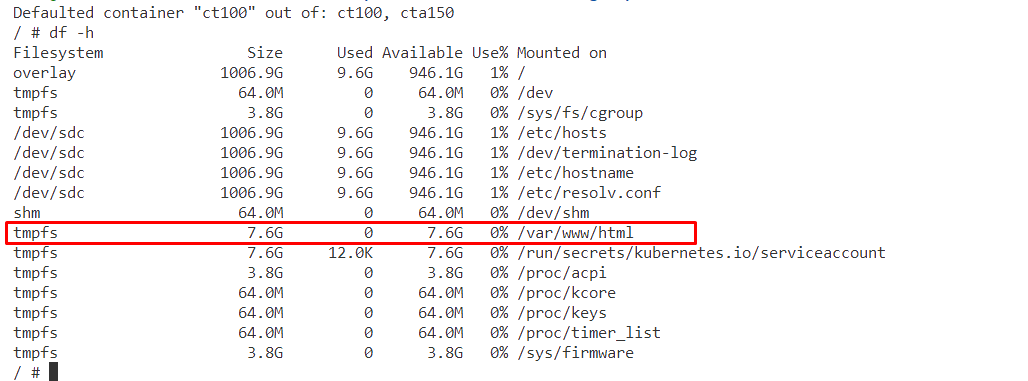 Defaulted container "ct100" out of: ct100, cta150
/ # df -h
Filesystem                Size      Used Available Use% Mounted on
overlay                1006.9G      9.6G    946.1G   1% /
tmpfs                    64.0M         0     64.0M   0% /dev
tmpfs                     3.8G         0      3.8G   0% /sys/fs/cgroup
/dev/sdc               1006.9G      9.6G    946.1G   1% /etc/hosts
/dev/sdc               1006.9G      9.6G    946.1G   1% /dev/termination-log
/dev/sdc               1006.9G      9.6G    946.1G   1% /etc/hostname
/dev/sdc               1006.9G      9.6G    946.1G   1% /etc/resolv.conf
shm                      64.0M         0     64.0M   0% /dev/shm
tmpfs                     7.6G         0      7.6G   0% /var/www/html
tmpfs                     7.6G     12.0K      7.6G   0% /run/secrets/kubernetes.io/serviceaccount
tmpfs                     3.8G         0      3.8G   0% /proc/acpi
tmpfs                    64.0M         0     64.0M   0% /proc/kcore
tmpfs                    64.0M         0     64.0M   0% /proc/keys
tmpfs                    64.0M         0     64.0M   0% /proc/timer_list
tmpfs                     3.8G         0      3.8G   0% /sys/firmware
/ #